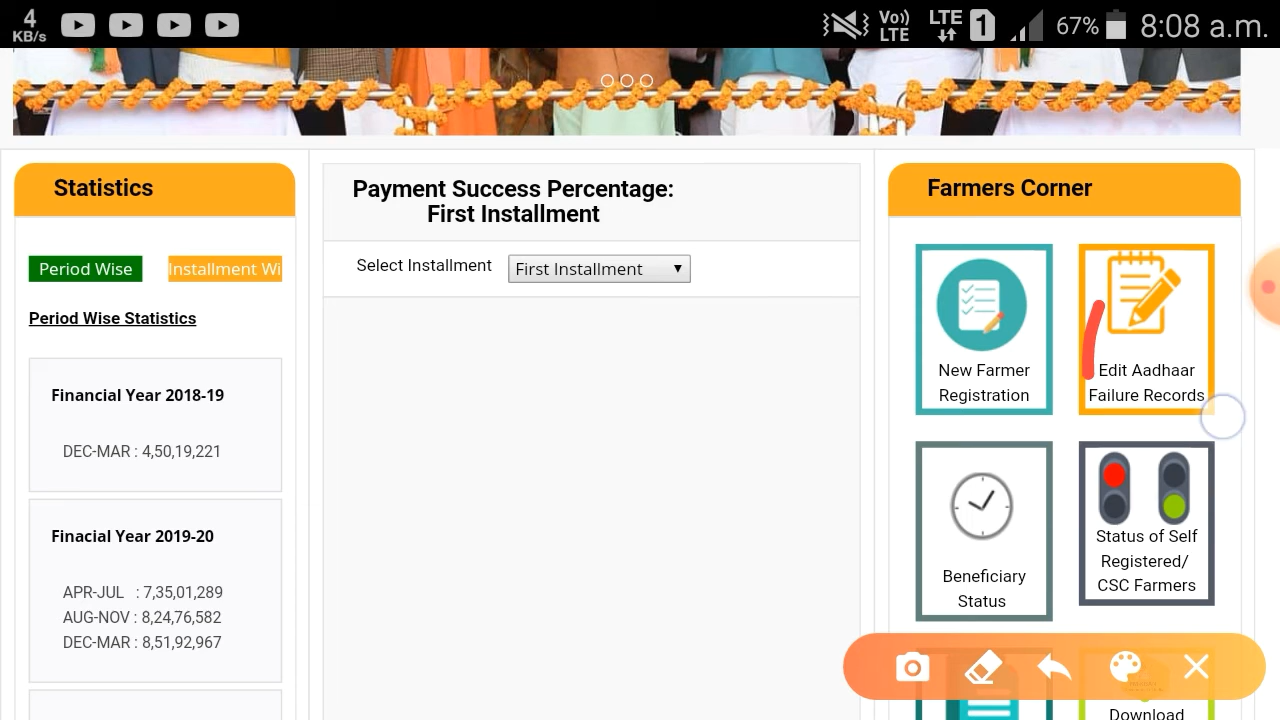 4
KB/s
Vo))
LTE
LTE
1
67%
8:08 a.m.
Statistics
Period Wise
Installment Wi
Period Wise Statistics
Financial Year 2018-19
DEC-MAR : 4,50,19,221
Finacial Year 2019-20
APR-JUL : 7,35,01,289
AUG-NOV : 8,24,76,582
DEC-MAR : 8,51,92,967
Payment Success Percentage:
First Installment
Select Installment
First Installment
Farmers Corner
New Farmer
Registration
Edit Aadhaar
Failure Records
Beneficiary
Status
Status of Self
Registered/
CSC Farmers
Download